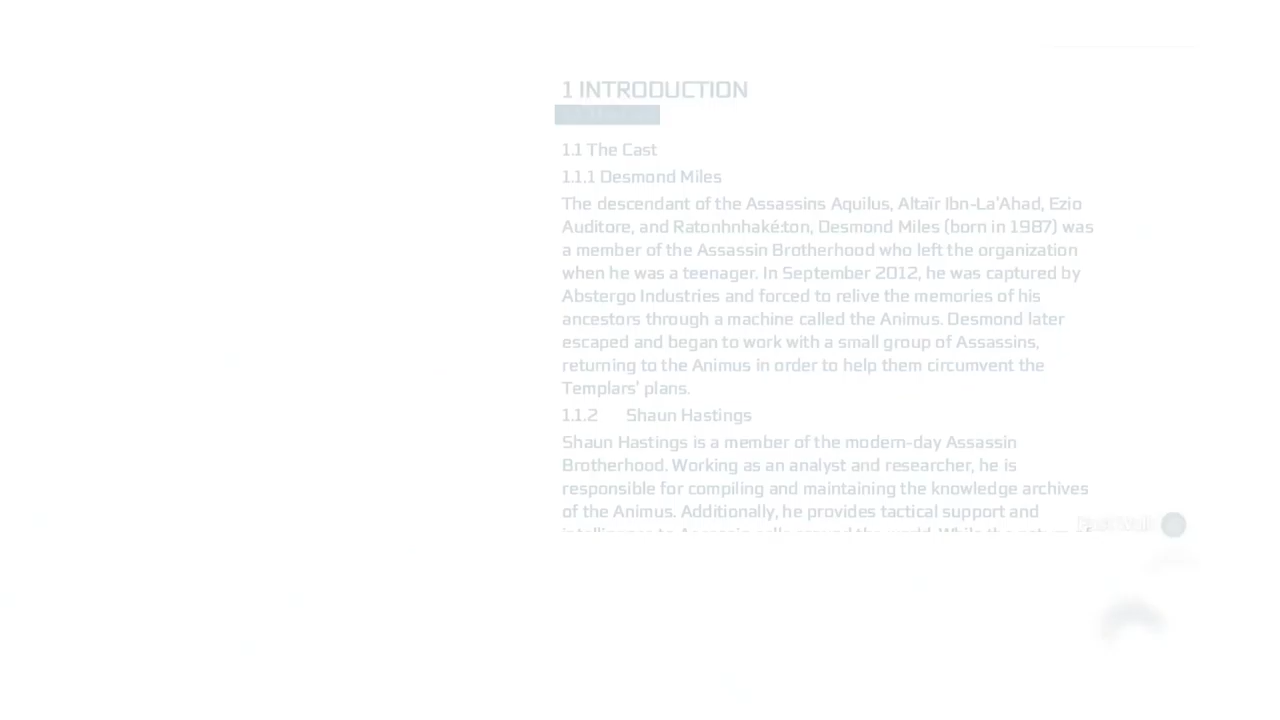 1 INTRODUCTION
1.1 The Cast
1.1.1 Desmond Miles
The descendant of the Assassins Aquilus, Altaïr Ibn-La'Ahad, Ezio
Auditore, and Ratonhnhaké:ton, Desmond Miles (born in 1987) was
a member of the Assassin Brotherhood who left the organization
when he was a teenager. In September 2012, he was captured by
Abstergo Industries and forced to relive the memories of his
ancestors through a machine called the Animus. Desmond later
escaped and began to work with a small group of Assassins,
returning to the Animus in order to help them circumvent the
Templars' plans.
1.1.2 Shaun Hastings
Shaun Hastings is a member of the modern-day Assassin
Brotherhood. Working as an analyst and researcher, he is
responsible for compiling and maintaining the knowledge archives
of the Animus. Additionally, he provides tactical support and